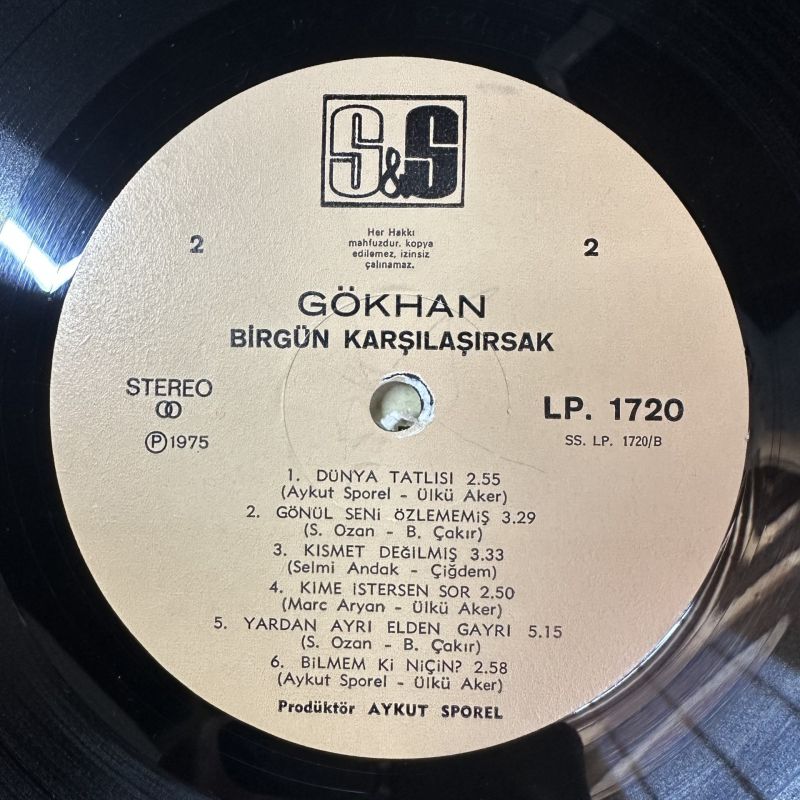 S&S
Her Hakkı
mahfuzdur. kopya
edilemez, izinsiz
çalınamaz.
2
2
GÖKHAN
BİRGÜN KARŞILAŞIRSAK
STEREO
LP. 1720
Ⓟ 1975
SS. LP. 1720/B
1. DÜNYA TATLISI 2.55
(Aykut Sporel - Ülkü Aker)
2. GÖNÜL SENİ ÖZLEMEMİŞ 3.29
(S. Ozan - B. Çakır)
3. KISMET DEĞİLMİŞ 3.33
(Selmi Andak - Çiğdem)
4. KİME İSTERSEN SOR 2.50
(Marc Aryan - Ülkü Aker)
5. YARDAN AYRI ELDEN GAYRI 5.15
(S. Ozan - B. Çakır)
6. BİLMEM Kİ NİÇİN? 2.58
(Aykut Sporel - Ülkü Aker)
Prodüktör AYKUT SPOREL